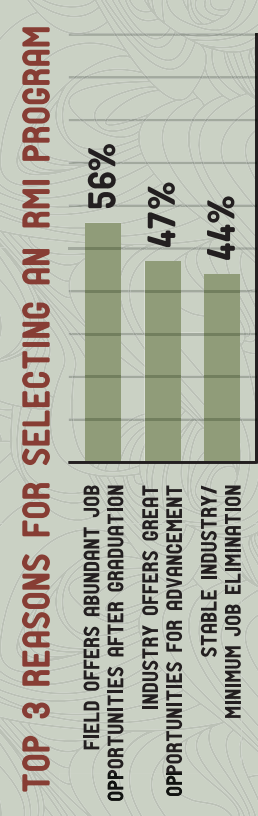 TOP 3 REASONS FOR SELECTING AN RMI PROGRAM
56%
47%
44%
FIELD OFFERS ABUNDANT JOB
OPPORTUNITIES AFTER GRADUATION
INDUSTRY OFFERS GREAT
OPPORTUNITIES FOR ADVANCEMENT
STABLE INDUSTRY/
MINIMUM JOB ELIMINATION